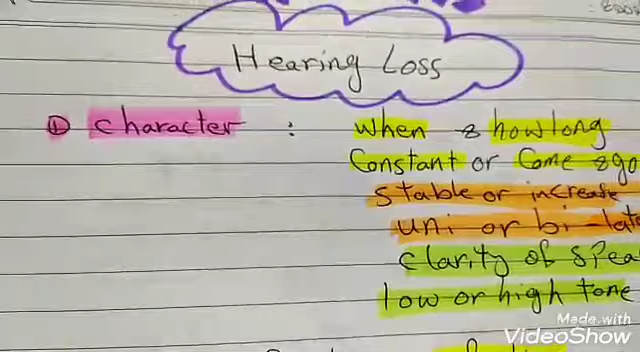 Hearing Loss
① character : when & how long
Constant or Come & go
stable or increase
uni or bi-late
clarity of spea
low or high tone
Made with
VideoShow